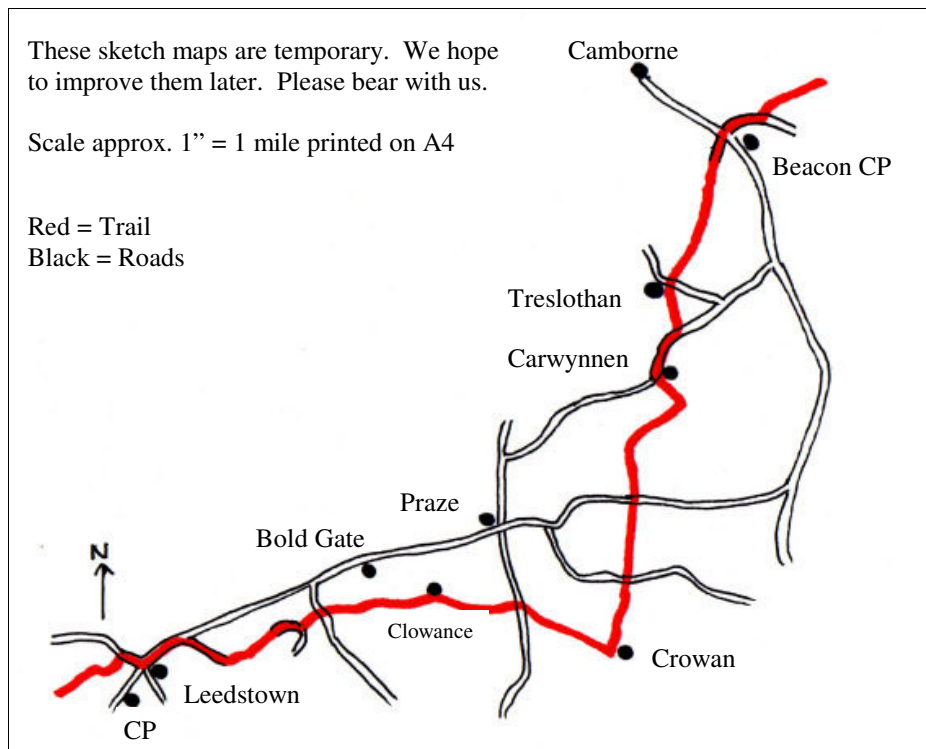 These sketch maps are temporary.  We hope
to improve them later.  Please bear with us.
Scale approx. 1” = 1 mile printed on A4
Red = Trail
Black = Roads
Camborne
Beacon CP
Treslothan
Carwynnen
Praze
Bold Gate
N
Clowance
Crowan
Leedstown
CP